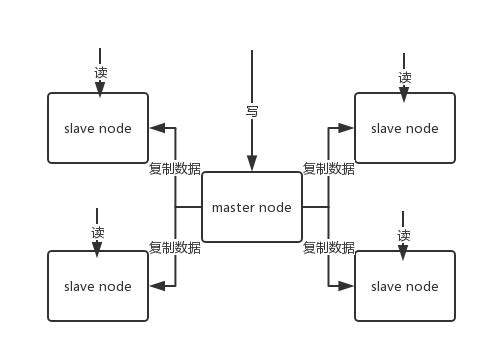 读
写
读
slave node
slave node
复制数据
复制数据
master node
读
读
复制数据
复制数据
slave node
slave node